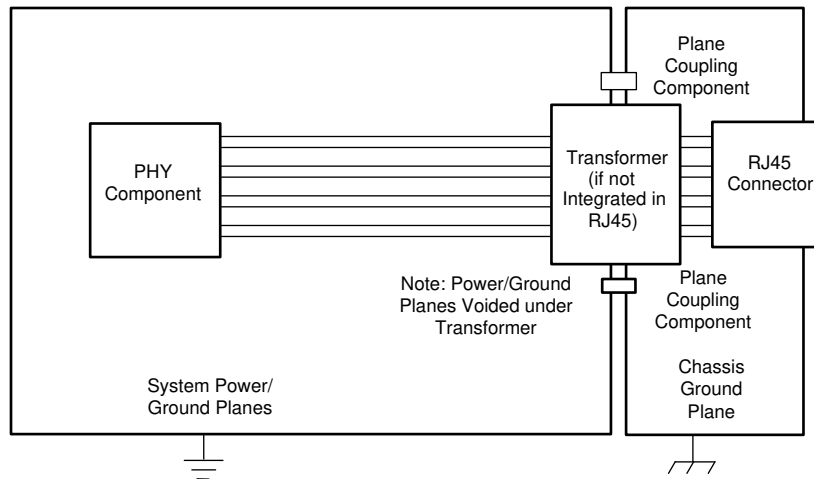 Plane
Coupling
Component
PHY
Component
Transformer
(if not
Integrated in
RJ45)
RJ45
Connector
Note: Power/Ground
Planes Voided under
Transformer
Plane
Coupling
Component
System Power/
Ground Planes
Chassis
Ground
Plane